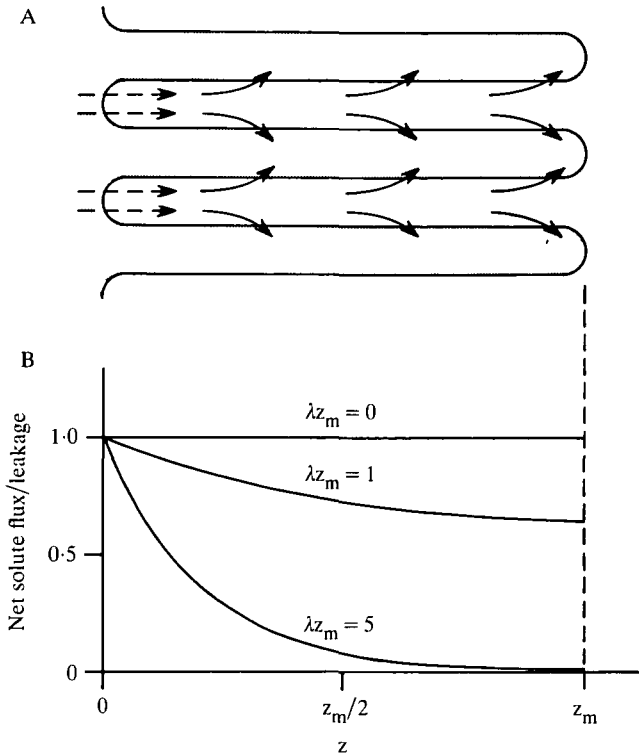 A
B
Net solute flux/leakage
1·0
0·5
0
λz_m = 0
λz_m = 1
λz_m = 5
0
z_m/2
z_m
z